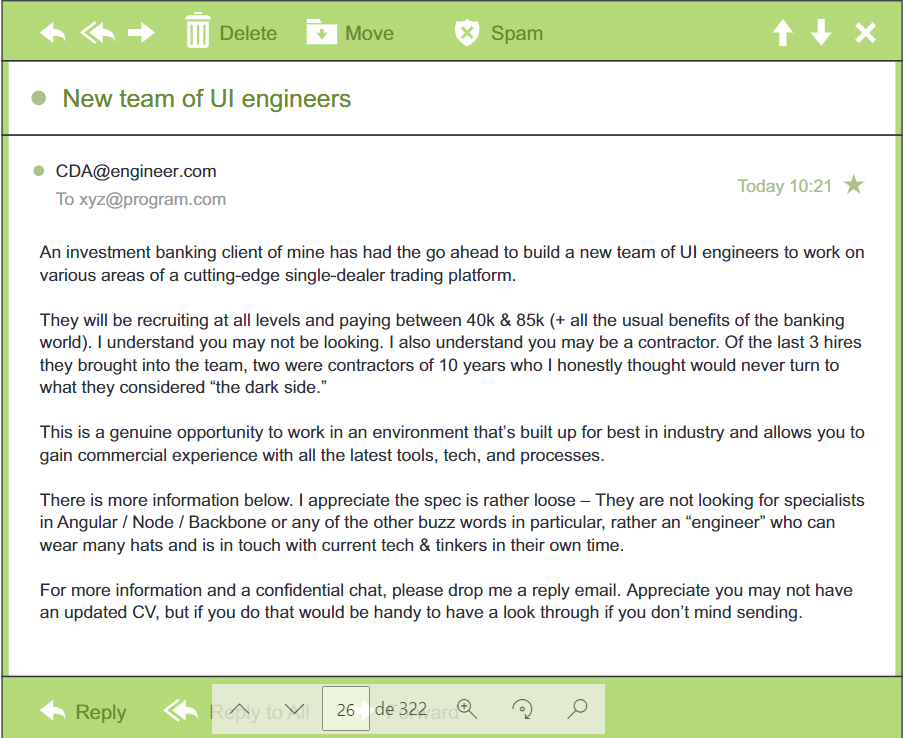 Delete Move Spam
New team of UI engineers
CDA@engineer.com
To xyz@program.com
Today 10:21
An investment banking client of mine has had the go ahead to build a new team of UI engineers to work on
various areas of a cutting-edge single-dealer trading platform.
They will be recruiting at all levels and paying between 40k & 85k (+ all the usual benefits of the banking
world). I understand you may not be looking. I also understand you may be a contractor. Of the last 3 hires
they brought into the team, two were contractors of 10 years who I honestly thought would never turn to
what they considered “the dark side.”
This is a genuine opportunity to work in an environment that’s built up for best in industry and allows you to
gain commercial experience with all the latest tools, tech, and processes.
There is more information below. I appreciate the spec is rather loose – They are not looking for specialists
in Angular / Node / Backbone or any of the other buzz words in particular, rather an “engineer” who can
wear many hats and is in touch with current tech & tinkers in their own time.
For more information and a confidential chat, please drop me a reply email. Appreciate you may not have
an updated CV, but if you do that would be handy to have a look through if you don’t mind sending.
Reply Reply to All Forward
26 de 322